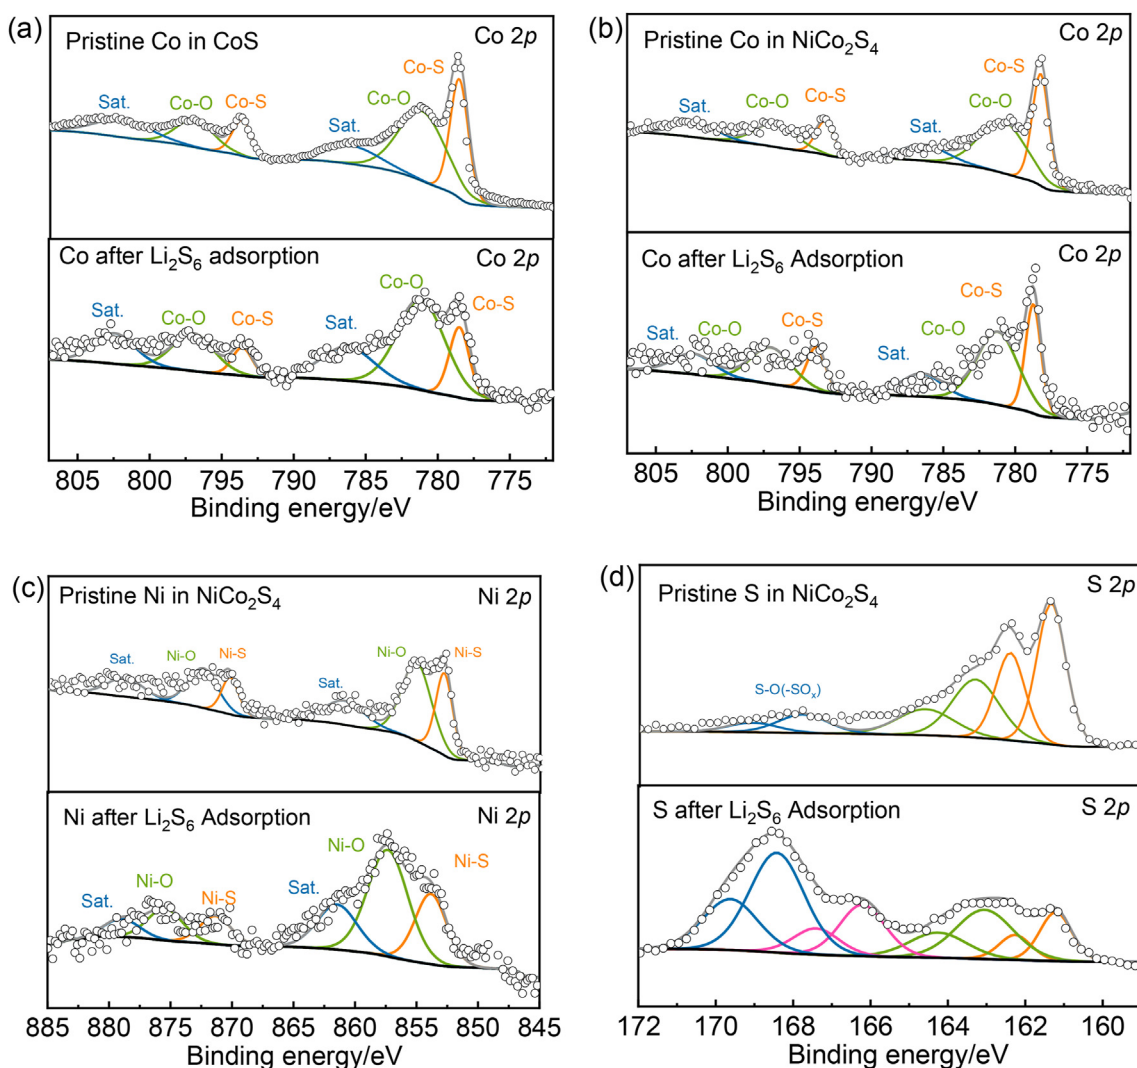 (a)
Pristine Co in CoS
Co 2p
Sat.
Co-O
Co-S
Sat.
Co-O
Co-S
Co after Li₂S₆ adsorption
Co 2p
Sat.
Co-O
Co-S
Sat.
Co-O
Co-S
805 800 795 790 785 780 775
Binding energy/eV
(b)
Pristine Co in NiCo₂S₄
Co 2p
Sat.
Co-O
Co-S
Sat.
Co-O
Co-S
Co after Li₂S₆ Adsorption
Co 2p
Sat.
Co-O
Co-S
Sat.
Co-O
Co-S
805 800 795 790 785 780 775
Binding energy/eV
(c)
Pristine Ni in NiCo₂S₄
Ni 2p
Sat.
Ni-O
Ni-S
Sat.
Ni-O
Ni-S
Ni after Li₂S₆ Adsorption
Ni 2p
Sat.
Ni-O
Ni-S
Sat.
Ni-O
Ni-S
885 880 875 870 865 860 855 850 845
Binding energy/eV
(d)
Pristine S in NiCo₂S₄
S 2p
S-O(-SOₓ)
S after Li₂S₆ Adsorption
S 2p
172 170 168 166 164 162 160
Binding energy/eV